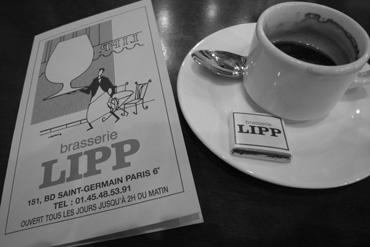 LIPP
brasserie
LIPP
151, BD SAINT-GERMAIN PARIS 6e
TEL : 01.45.48.53.91
OUVERT TOUS LES JOURS JUSQU'À 2H DU MATIN
brasserie
LIPP